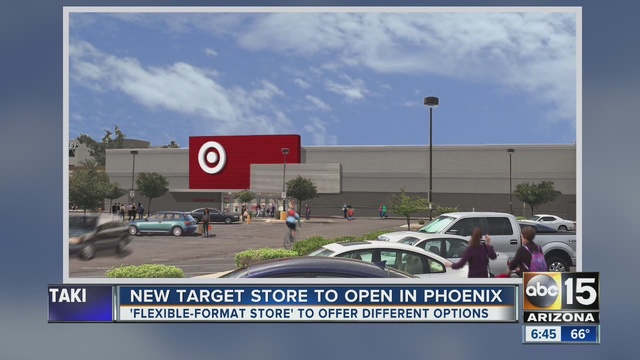 TAKI
NEW TARGET STORE TO OPEN IN PHOENIX
'FLEXIBLE-FORMAT STORE' TO OFFER DIFFERENT OPTIONS
abc 15
ARIZONA
6:45 66°